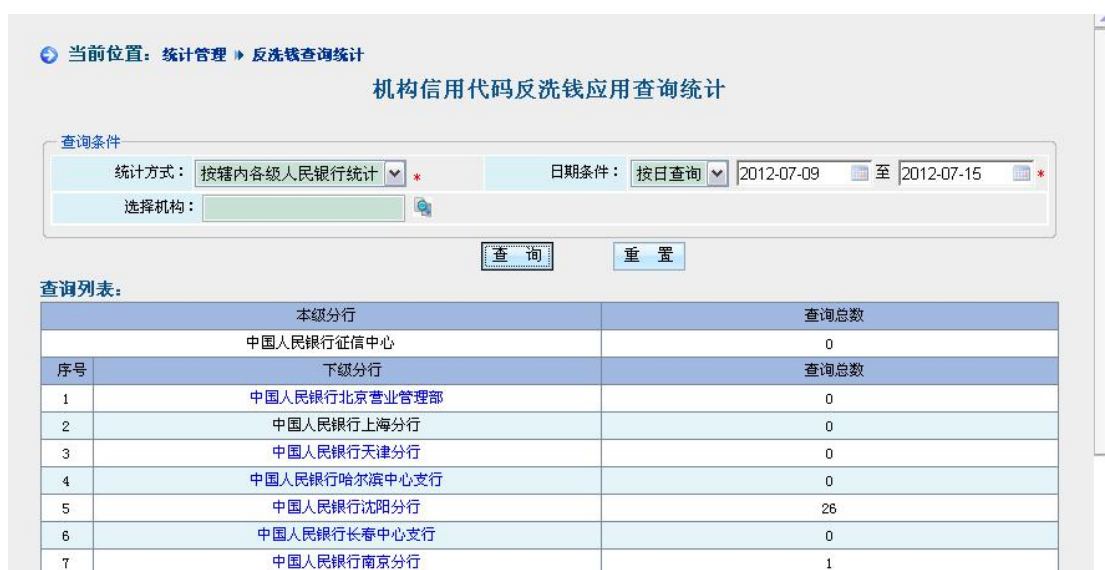 当前位置：统计管理 反洗钱查询统计
机构信用代码反洗钱应用查询统计
查询条件
统计方式： 按辖内各级人民银行统计 * 日期条件： 按日查询 2012-07-09 至 2012-07-15 *
选择机构：
查 询 重 置
查询列表：
本级分行 查询总数
中国人民银行征信中心 0
序号 下级分行 查询总数
1 中国人民银行北京营业管理部 0
2 中国人民银行上海分行 0
3 中国人民银行天津分行 0
4 中国人民银行哈尔滨中心支行 0
5 中国人民银行沈阳分行 26
6 中国人民银行长春中心支行 0
7 中国人民银行南京分行 1